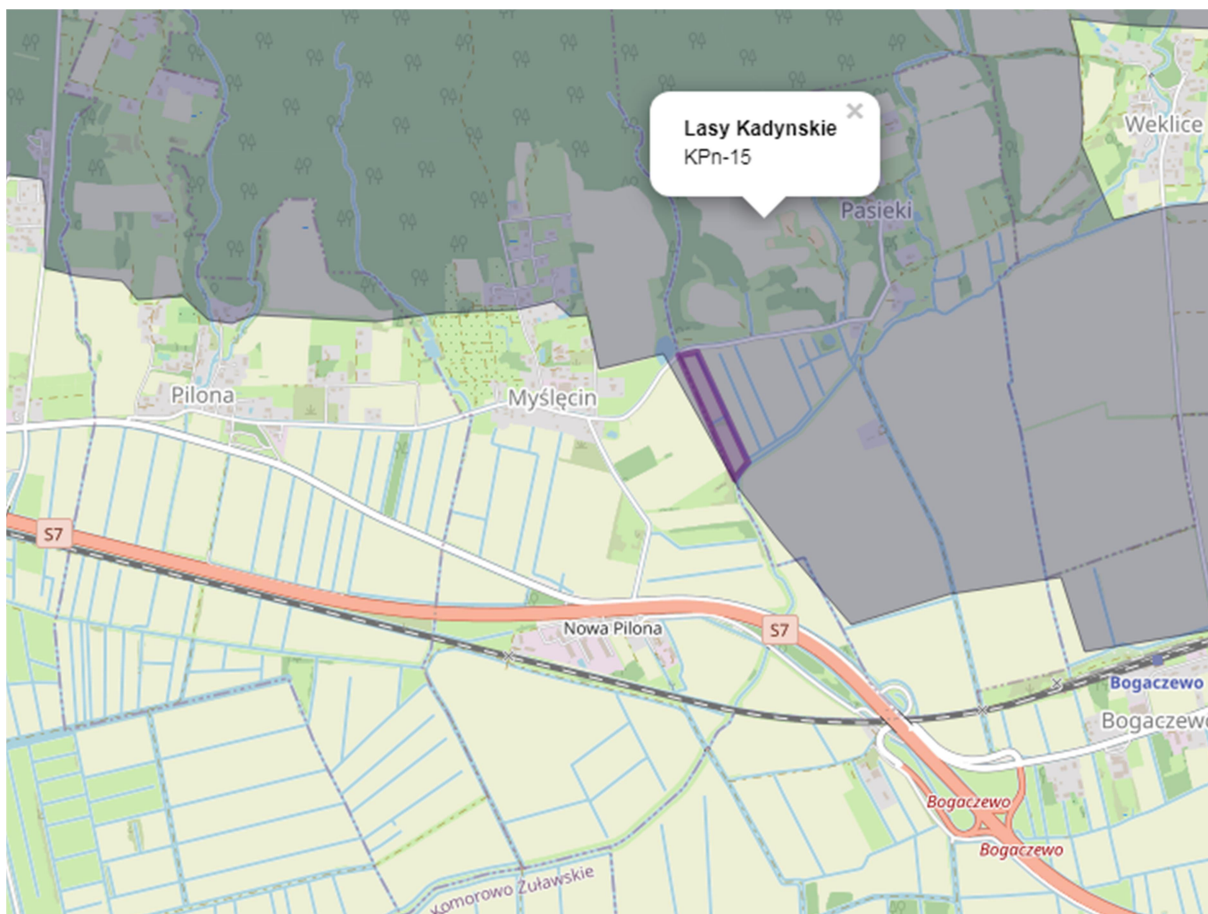 Lasy Kadynskie
×
KPn-15
Weklice
Pasieki
Pilona
Myślęcin
S7
Nowa Pilona
S7
Bogaczewo
Bogaczewo
Bogaczewo
Bogaczewo
Komorowo Żuławskie